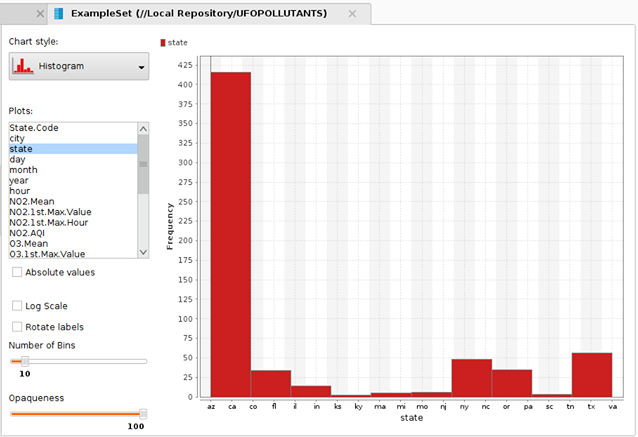 ExampleSet (//Local Repository/UFOPOLLUTANTS)
Chart style:
Histogram
Plots:
State.Code
city
state
day
month
year
hour
NO2.Mean
NO2.1st.Max.Value
NO2.1st.Max.Hour
NO2.AQI
O3.Mean
O3.1st.Max.Value
Absolute values
Log Scale
Rotate labels
Number of Bins
10
Opaqueness
100
state
Frequency
425
400
375
350
325
300
275
250
225
200
175
150
125
100
75
50
25
0
az ca co fl il in ks ky ma mi mo nj ny nc or pa sc tn tx va
state